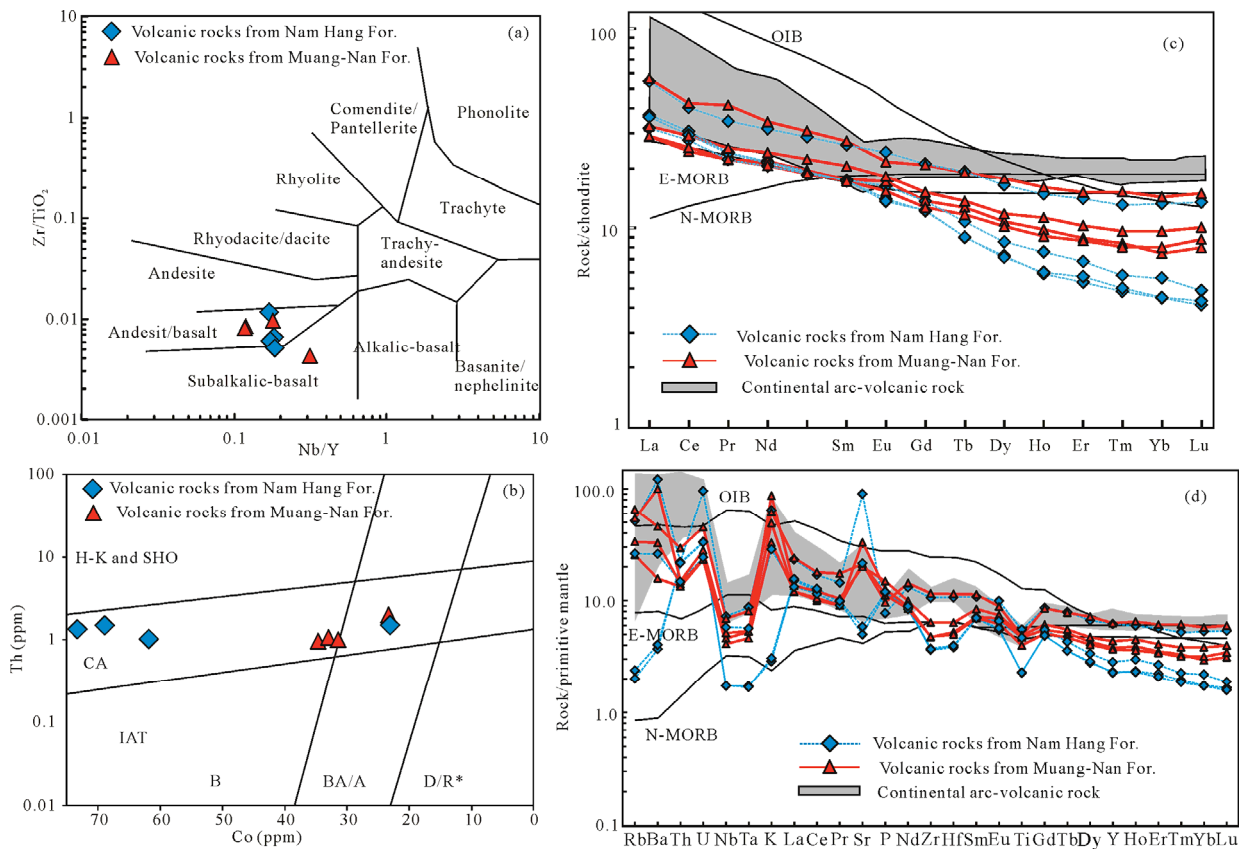 (a)
Volcanic rocks from Nam Hang For.
Volcanic rocks from Muang-Nan For.
10
1
0.1
0.01
0.001
Zr/TiO2
Comendite/
Pantellerite
Phonolite
Rhyolite
Trachyte
Rhyodacite/dacite
Trachy-
andesite
Andesite
Andesit/basalt
Alkalic-basalt
Subalkalic-basalt
Basanite/
nephelinite
0.01
0.1
1
10
Nb/Y
(b)
Volcanic rocks from Nam Hang For.
Volcanic rocks from Muang-Nan For.
100
10
1
0.1
0.01
Th (ppm)
H-K and SHO
CA
IAT
B
BA/A
D/R*
70 60 50 40 30 20 10 0
Co (ppm)
(c)
100
10
1
Rock/chondrite
OIB
E-MORB
N-MORB
Volcanic rocks from Nam Hang For.
Volcanic rocks from Muang-Nan For.
Continental arc-volcanic rock
La Ce Pr Nd Sm Eu Gd Tb Dy Ho Er Tm Yb Lu
(d)
100.0
10.0
1.0
0.1
Rock/primitive mantle
OIB
E-MORB
N-MORB
Volcanic rocks from Nam Hang For.
Volcanic rocks from Muang-Nan For.
Continental arc-volcanic rock
Rb Ba Th U Nb Ta K La Ce Pr Sr P Nd Zr Hf Sm Eu Ti Gd Tb Dy Y Ho Er Tm Yb Lu